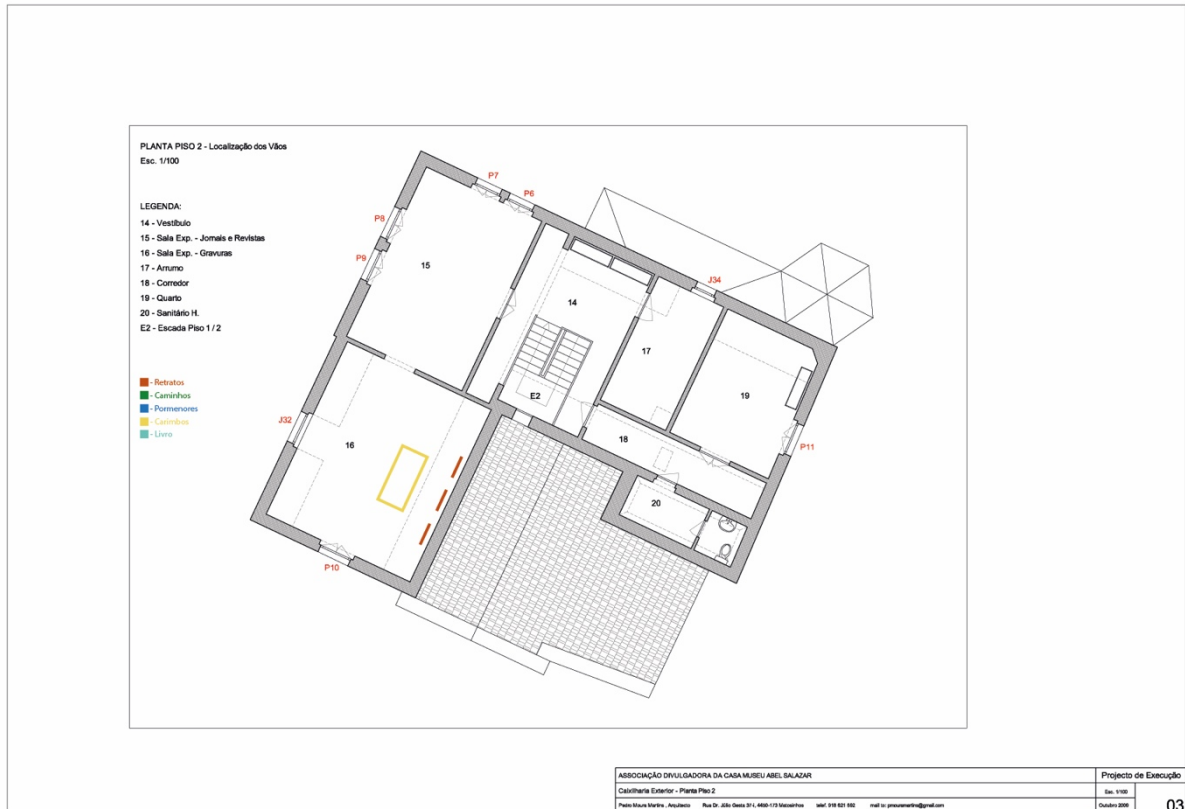 PLANTA PISO 2 - Localização dos Vãos
Esc. 1/100
LEGENDA:
14 - Vestíbulo
15 - Sala Exp. - Jornais e Revistas
16 - Sala Exp. - Gravuras
17 - Arrumo
18 - Corredor
19 - Quarto
20 - Sanitário H.
E2 - Escada Piso 1 / 2
- Retratos
- Caminhos
- Pormenores
- Carimbos
- Livro
P7
P6
P8
P9
15
14
J34
17
E2
19
J32
16
18
P11
20
P10
ASSOCIAÇÃO DIVULGADORA DA CASA MUSEU ABEL SALAZAR
Projecto de Execução
Caixilharia Exterior - Planta Piso 2
Esc. 1/100
Pedro Moura Martins , Arquitecto
Outubro 2009
03